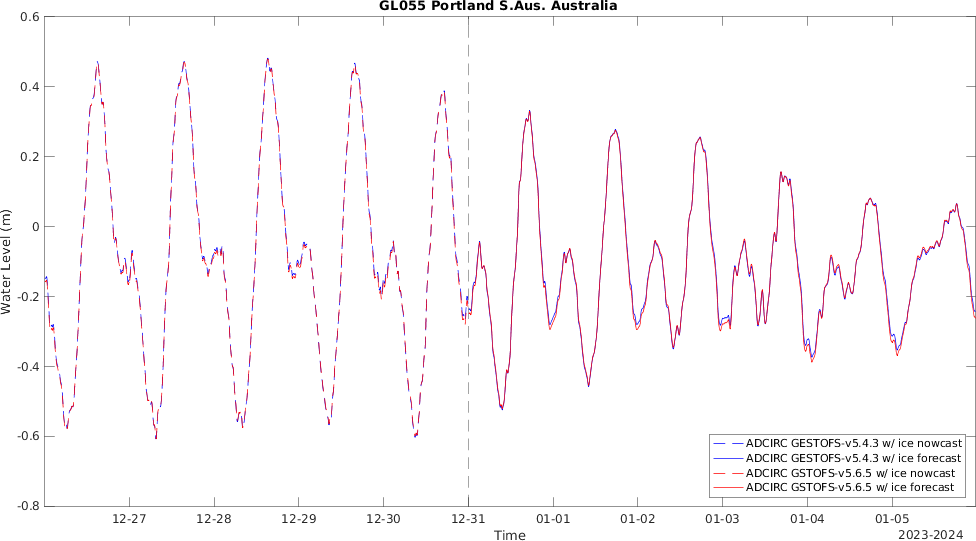 GL055 Portland S.Aus. Australia
0.6
0.4
0.2
0
-0.2
-0.4
-0.6
-0.8
Water Level (m)
ADCIRC GESTOFS-v5.4.3 w/ ice nowcast
ADCIRC GESTOFS-v5.4.3 w/ ice forecast
ADCIRC GSTOFS-v5.6.5 w/ ice nowcast
ADCIRC GSTOFS-v5.6.5 w/ ice forecast
12-27 12-28 12-29 12-30 12-31 01-01 01-02 01-03 01-04 01-05
Time
2023-2024